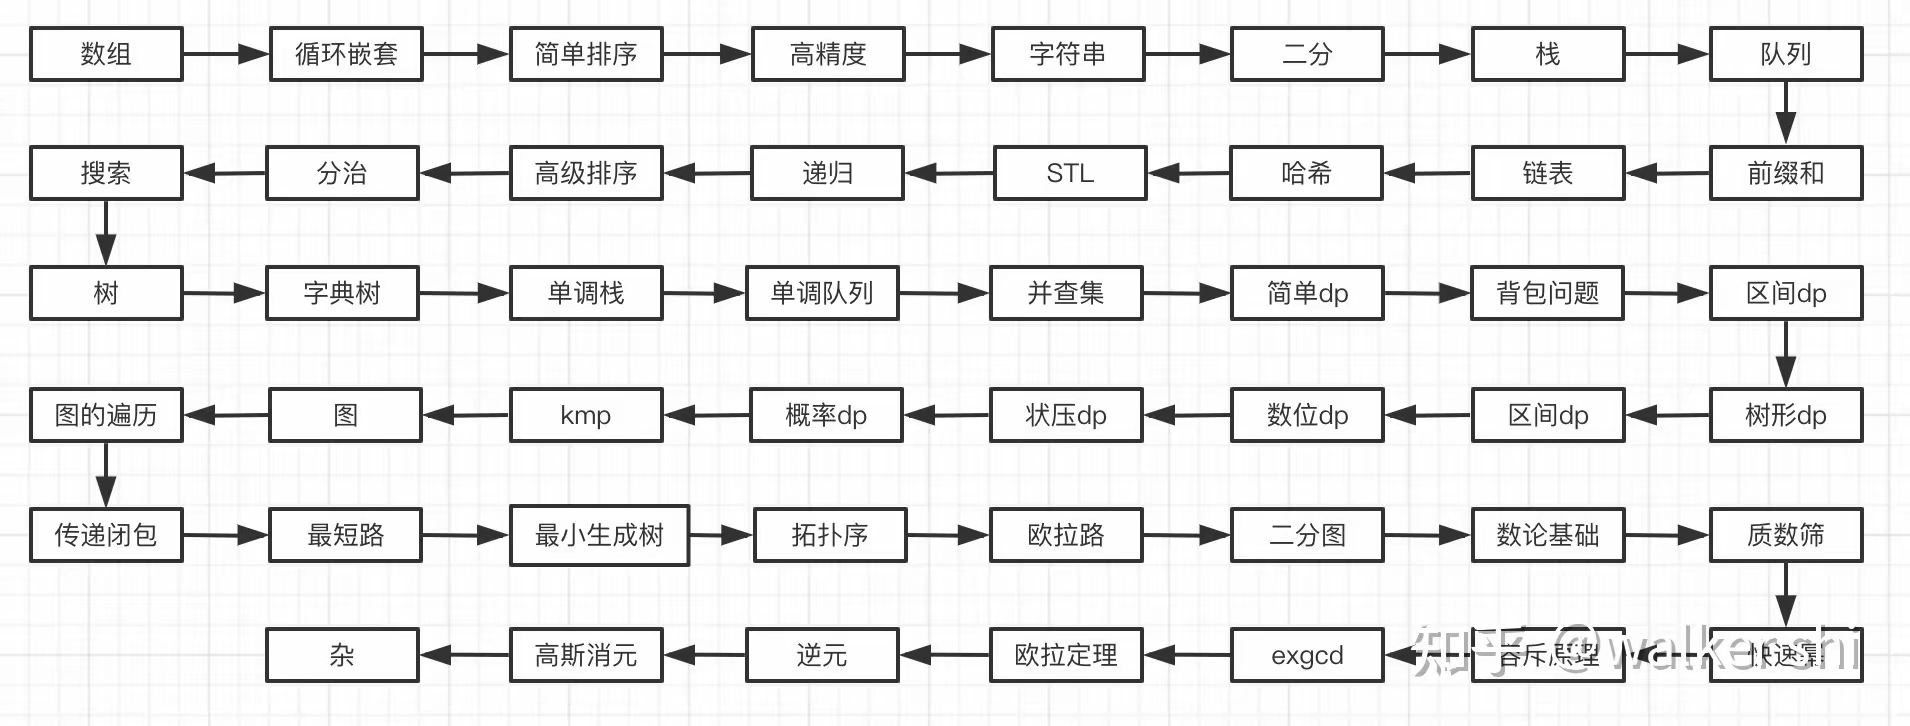 数组 循环嵌套 简单排序 高精度 字符串 二分 栈 队列
搜索 分治 高级排序 递归 STL 哈希 链表 前缀和
树 字典树 单调栈 单调队列 并查集 简单dp 背包问题 区间dp
图的遍历 图 kmp 概率dp 状压dp 数位dp 区间dp 树形dp
传递闭包 最短路 最小生成树 拓扑序 欧拉路 二分图 数论基础 质数筛
杂 高斯消元 逆元 欧拉定理 exgcd 容斥原理 快速幂
知乎 @walkershi